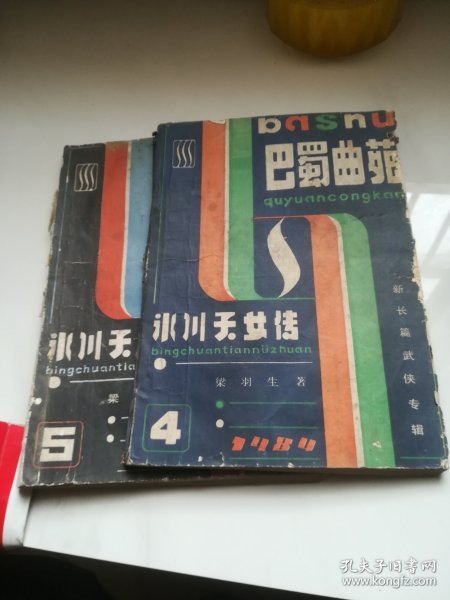 bashu
巴蜀曲苑
quyuancongkan
新长篇武侠专辑
冰川天女传
bingchuantiannüzhuan
梁羽生著
4
1984
冰川天
bingchuantia
梁
5
孔夫子旧书网
www.kongfz.com